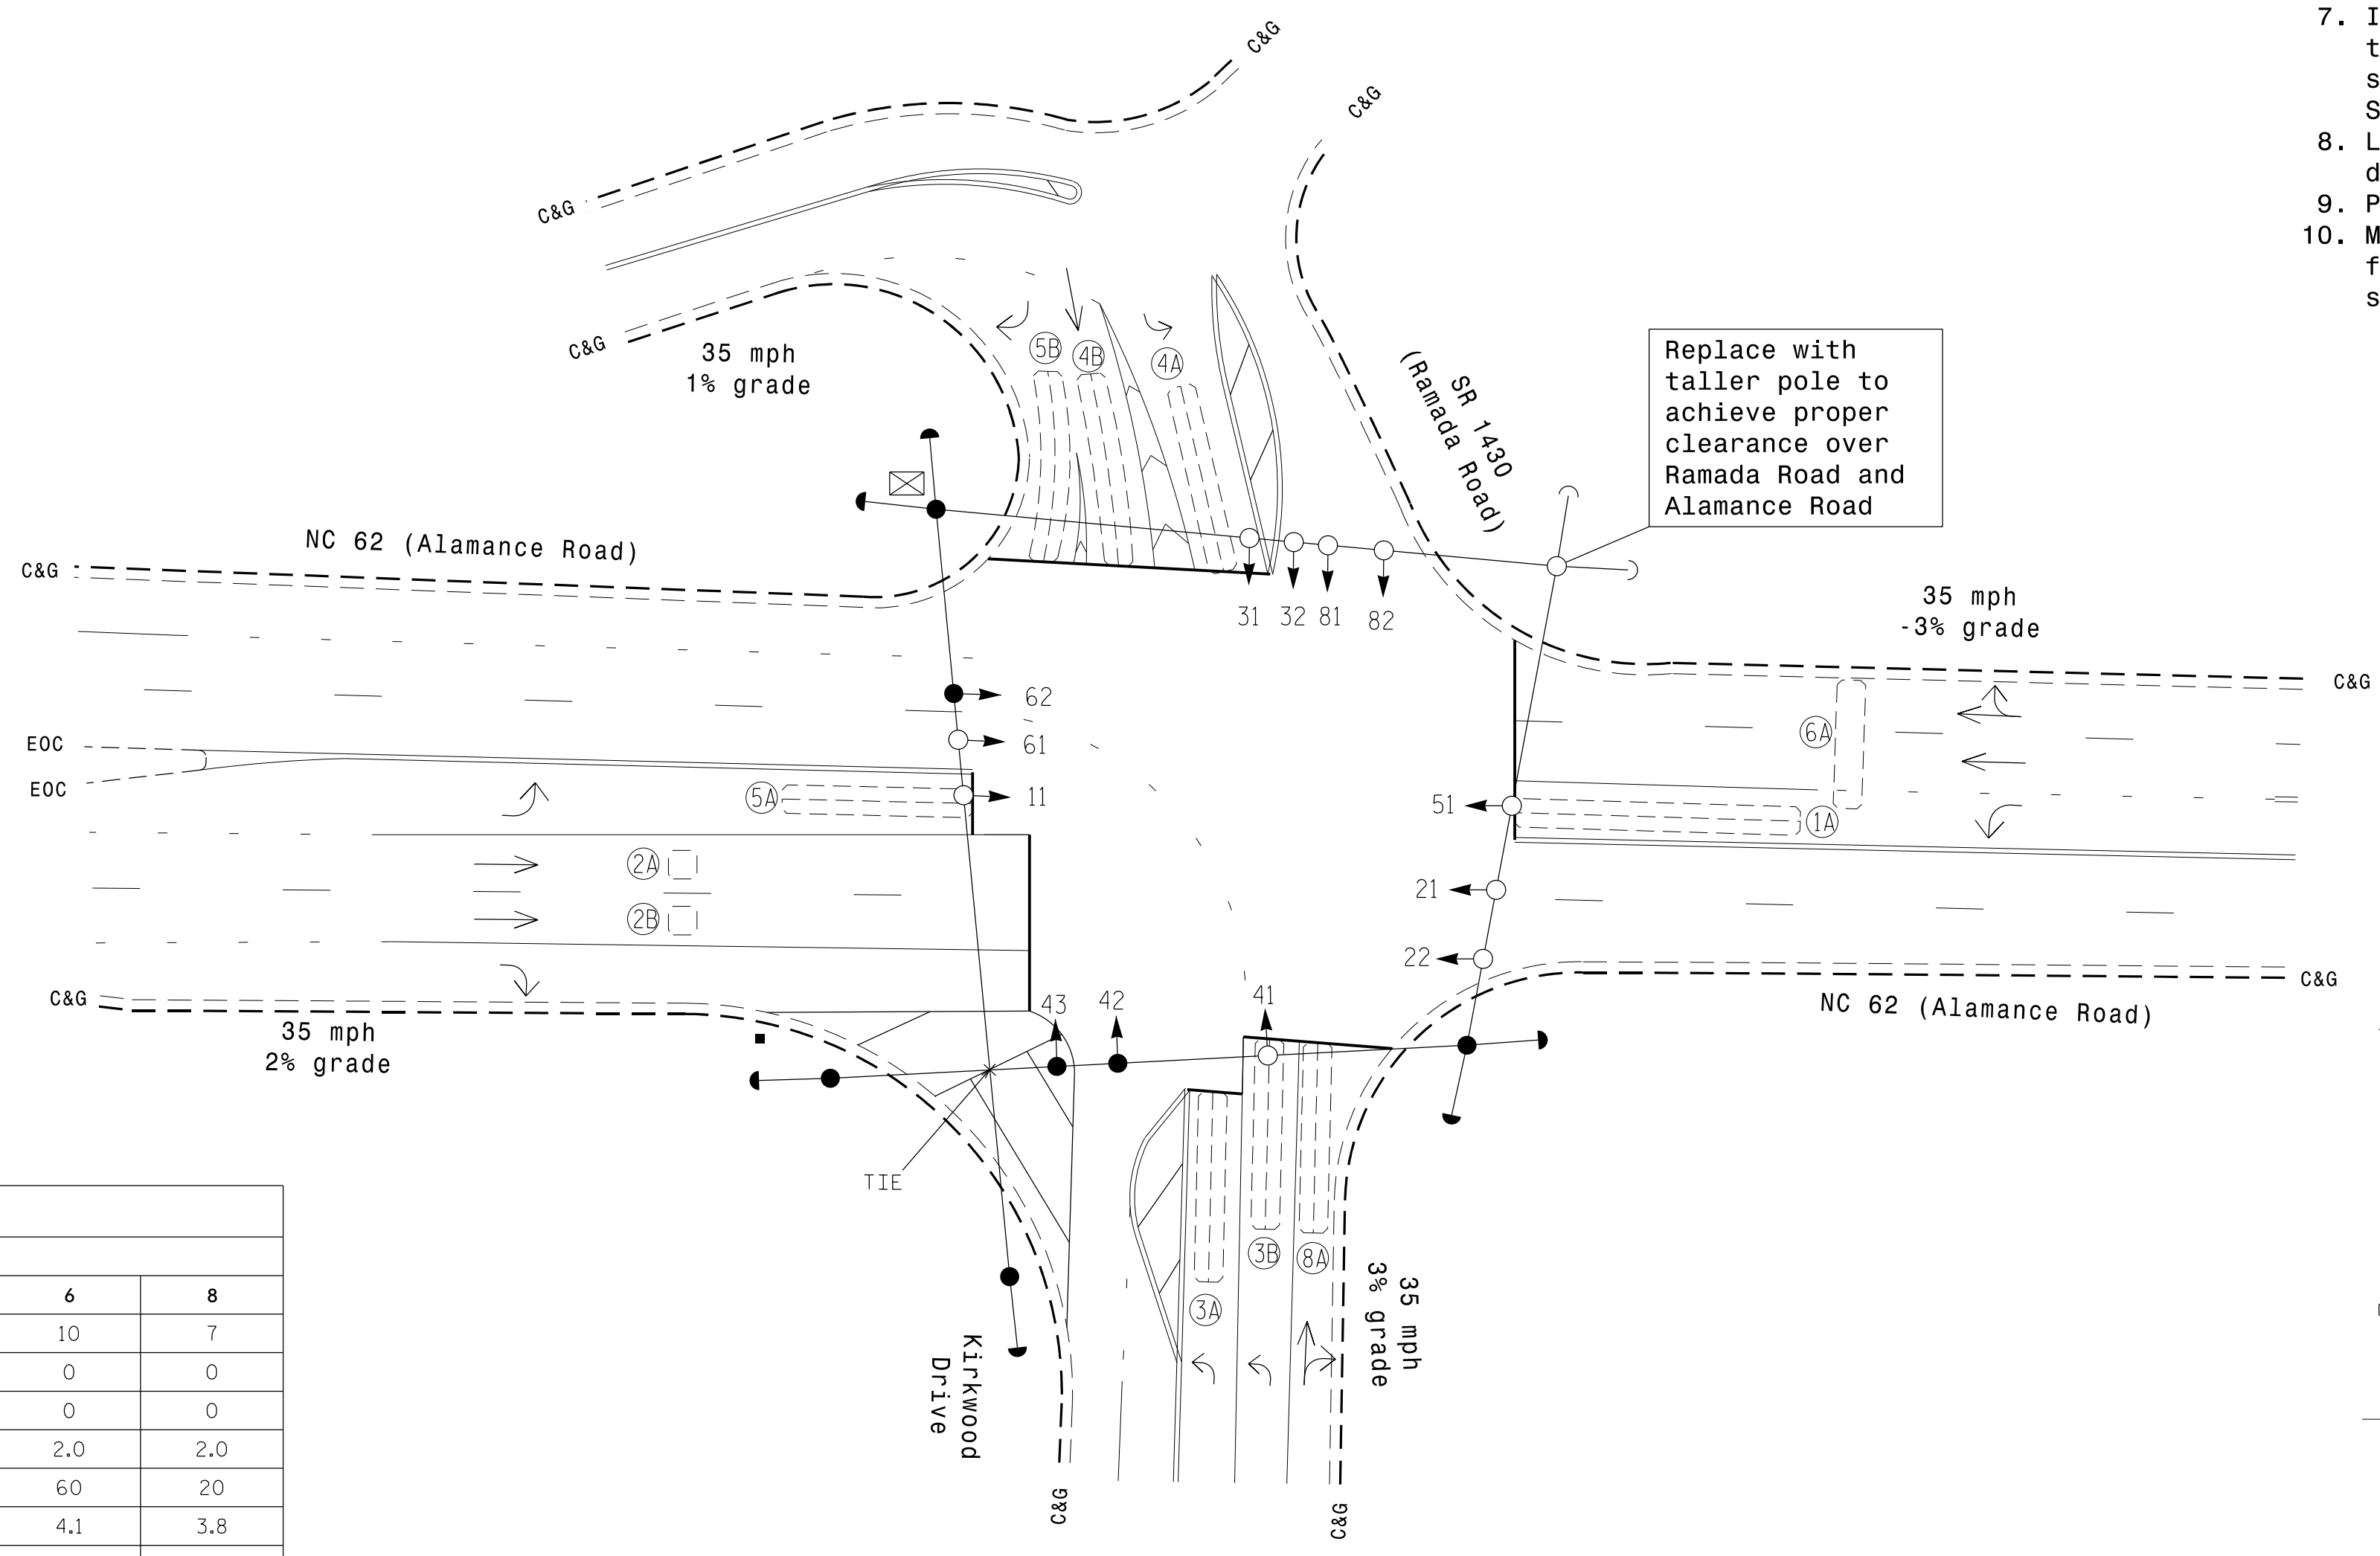 7. I
t
s
S
8. L
d
9. P
10. M
f
s
C&G
C&G
C&G
C&G
35 mph
1% grade
5B
4B
4A
SR 1430
(Ramada Road)
Replace with
taller pole to
achieve proper
clearance over
Ramada Road and
Alamance Road
NC 62 (Alamance Road)
C&G
31
32
81
82
35 mph
-3% grade
C&G
62
61
11
EOC
EOC
5A
6A
51
1A
2A
2B
21
22
C&G
35 mph
2% grade
43
42
41
NC 62 (Alamance Road)
C&G
TIE
3B
8A
3A
35 mph
3% grade
Kirkwood
Drive
C&G
C&G
6 8
10 7
0 0
0 0
2.0 2.0
60 20
4.1 3.8